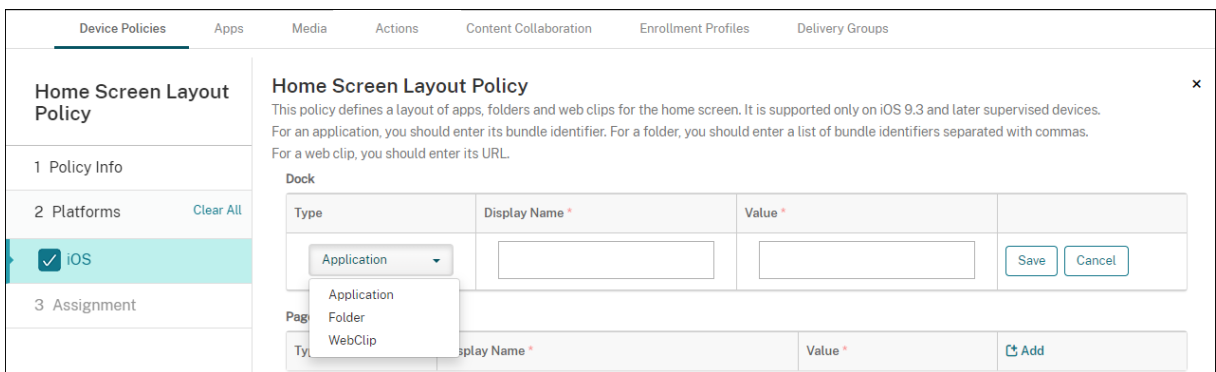 Device Policies Apps Media Actions Content Collaboration Enrollment Profiles Delivery Groups
Home Screen Layout
Policy
1 Policy Info
2 Platforms Clear All
iOS
3 Assignment
Home Screen Layout Policy
×
This policy defines a layout of apps, folders and web clips for the home screen. It is supported only on iOS 9.3 and later supervised devices.
For an application, you should enter its bundle identifier. For a folder, you should enter a list of bundle identifiers separated with commas.
For a web clip, you should enter its URL.
Dock
Type Display Name * Value *
Application Save Cancel
Application
Folder
WebClip
Pag
Ty splay Name * Value * Add